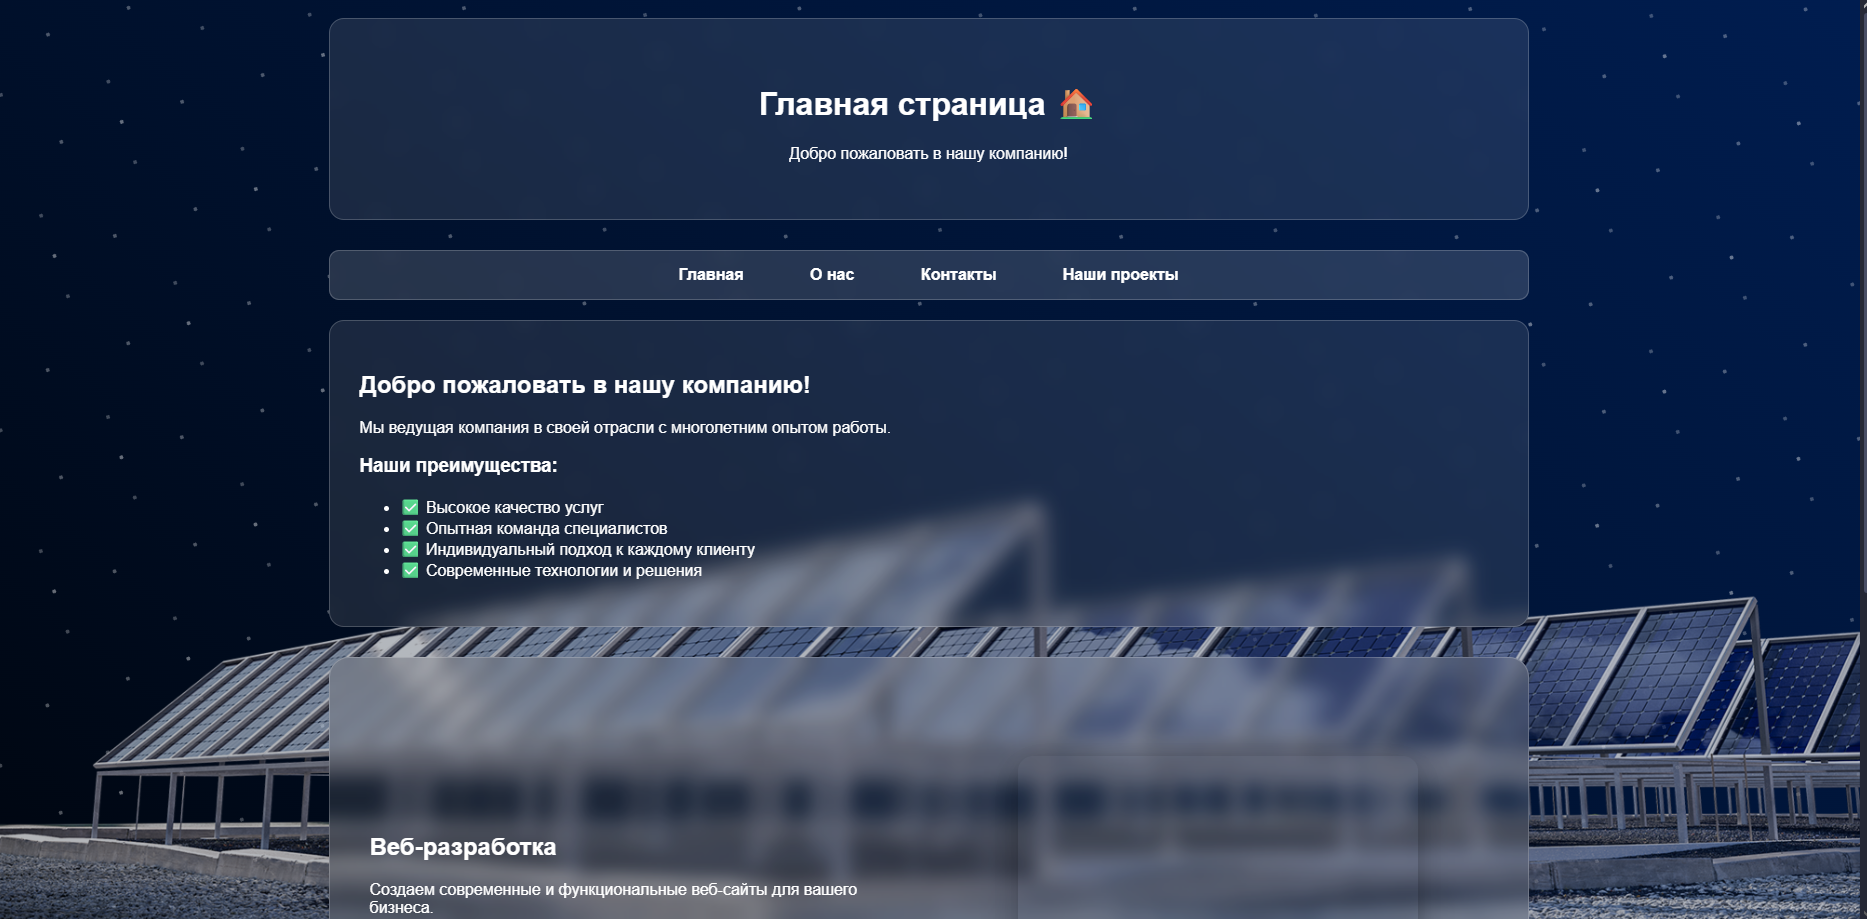 Главная страница 🏠
Добро пожаловать в нашу компанию!
Главная О нас Контакты Наши проекты
Добро пожаловать в нашу компанию!
Мы ведущая компания в своей отрасли с многолетним опытом работы.
Наши преимущества:
• ✅ Высокое качество услуг
• ✅ Опытная команда специалистов
• ✅ Индивидуальный подход к каждому клиенту
• ✅ Современные технологии и решения
Веб-разработка
Создаем современные и функциональные веб-сайты для вашего
бизнеса.